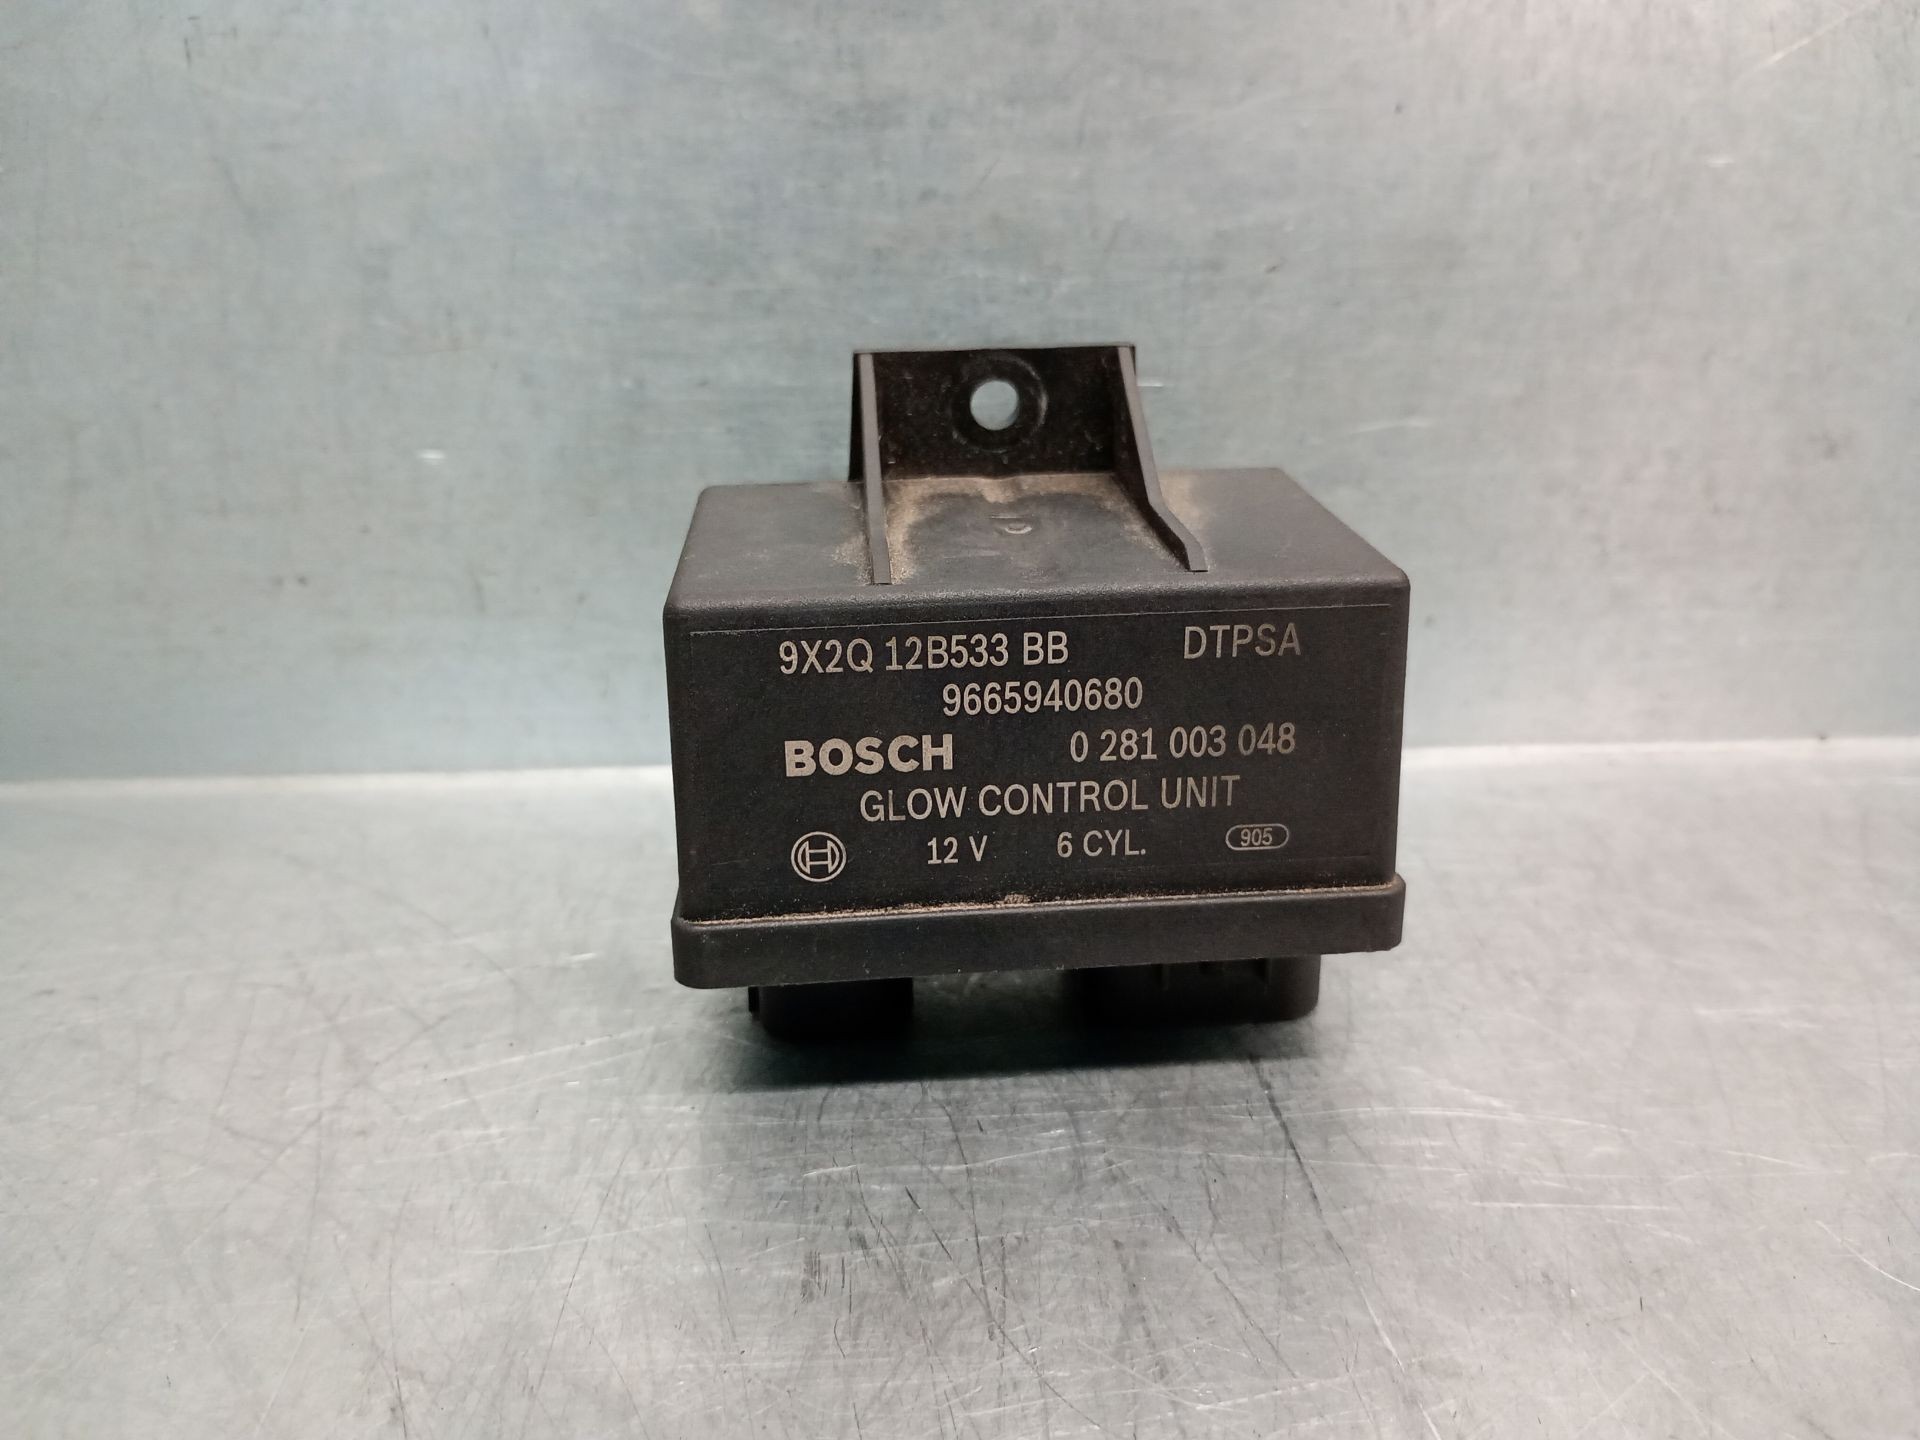 9X2Q 12B533 BB DTPSA
9665940680
BOSCH 0 281 003 048
GLOW CONTROL UNIT
12 V 6 CYL. 905